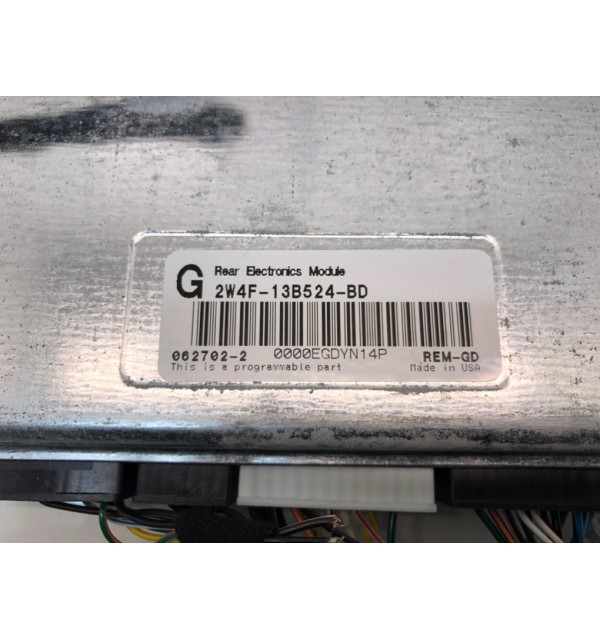 G Rear Electronics Module
2W4F-13B524-BD
062702-2 0000EGDYN14P REM-GD
This is a programmable part Made in USA